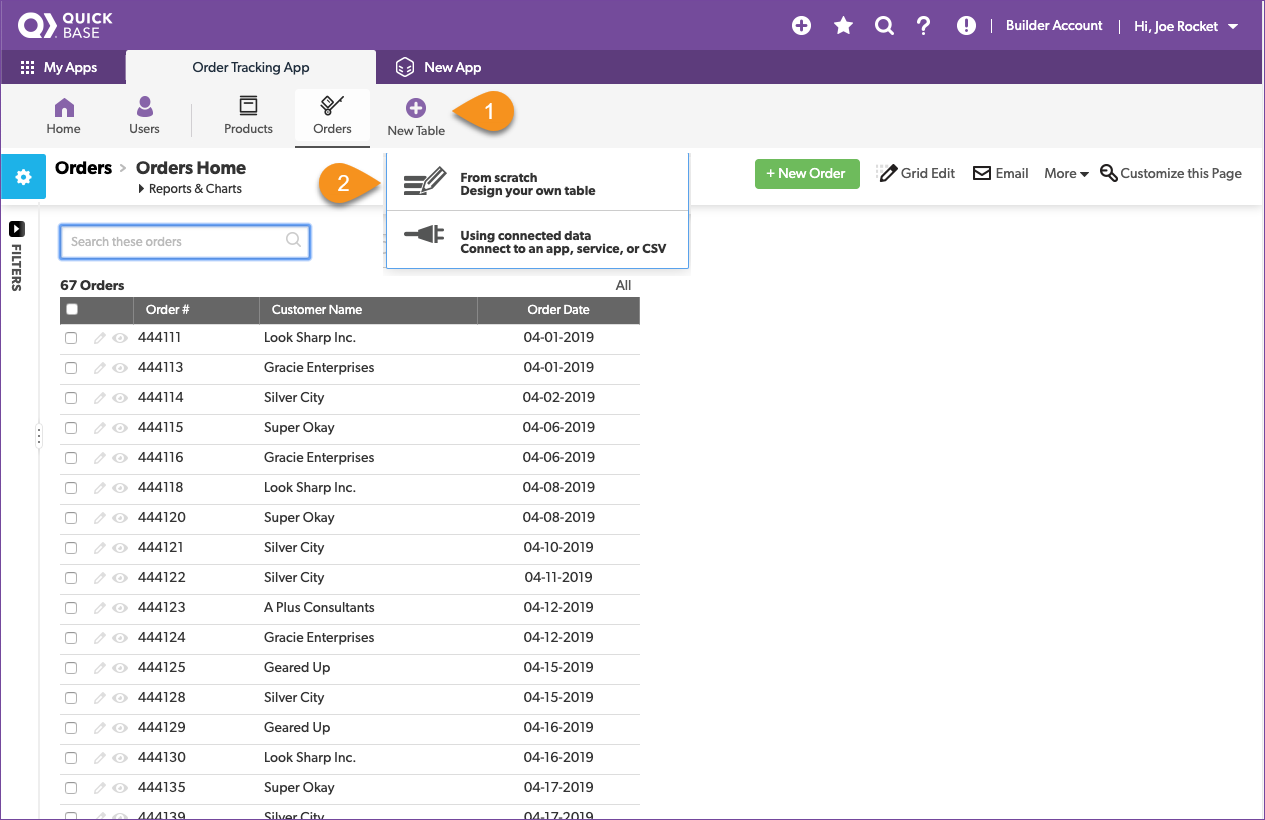 QUICK
BASE
Builder Account
Hi, Joe Rocket
My Apps
Order Tracking App
New App
Home
Users
Products
Orders
New Table
1
Orders > Orders Home
Reports & Charts
2
From scratch
Design your own table
Using connected data
Connect to an app, service, or CSV
+ New Order
Grid Edit
Email
More
Customize this Page
FILTERS
Search these orders
67 Orders
All
Order # Customer Name Order Date
444111 Look Sharp Inc. 04-01-2019
444113 Gracie Enterprises 04-01-2019
444114 Silver City 04-02-2019
444115 Super Okay 04-06-2019
444116 Gracie Enterprises 04-06-2019
444118 Look Sharp Inc. 04-08-2019
444120 Super Okay 04-08-2019
444121 Silver City 04-10-2019
444122 Silver City 04-11-2019
444123 A Plus Consultants 04-12-2019
444124 Gracie Enterprises 04-12-2019
444125 Geared Up 04-15-2019
444128 Silver City 04-15-2019
444129 Geared Up 04-16-2019
444130 Look Sharp Inc. 04-16-2019
444135 Super Okay 04-17-2019
444139 Silver City 04-17-2019